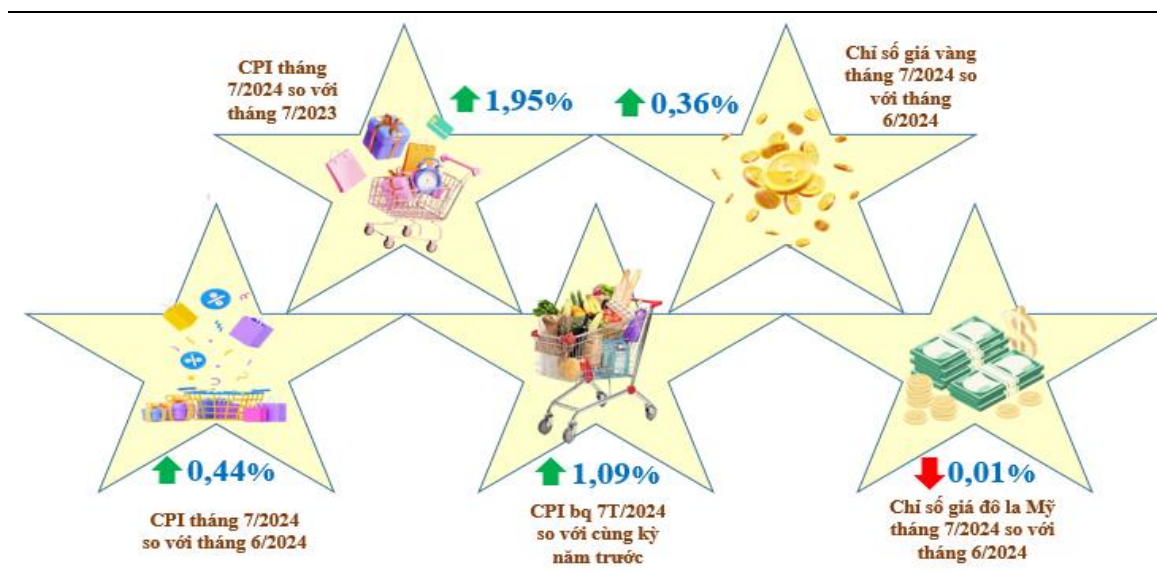 CPI tháng
7/2024 so với
tháng 7/2023
1,95%
0,36%
Chỉ số giá vàng
tháng 7/2024 so
với tháng
6/2024
0,44%
CPI tháng 7/2024
so với tháng 6/2024
1,09%
CPI bq 7T/2024
so với cùng kỳ
năm trước
0,01%
Chỉ số giá đô la Mỹ
tháng 7/2024 so với
tháng 6/2024